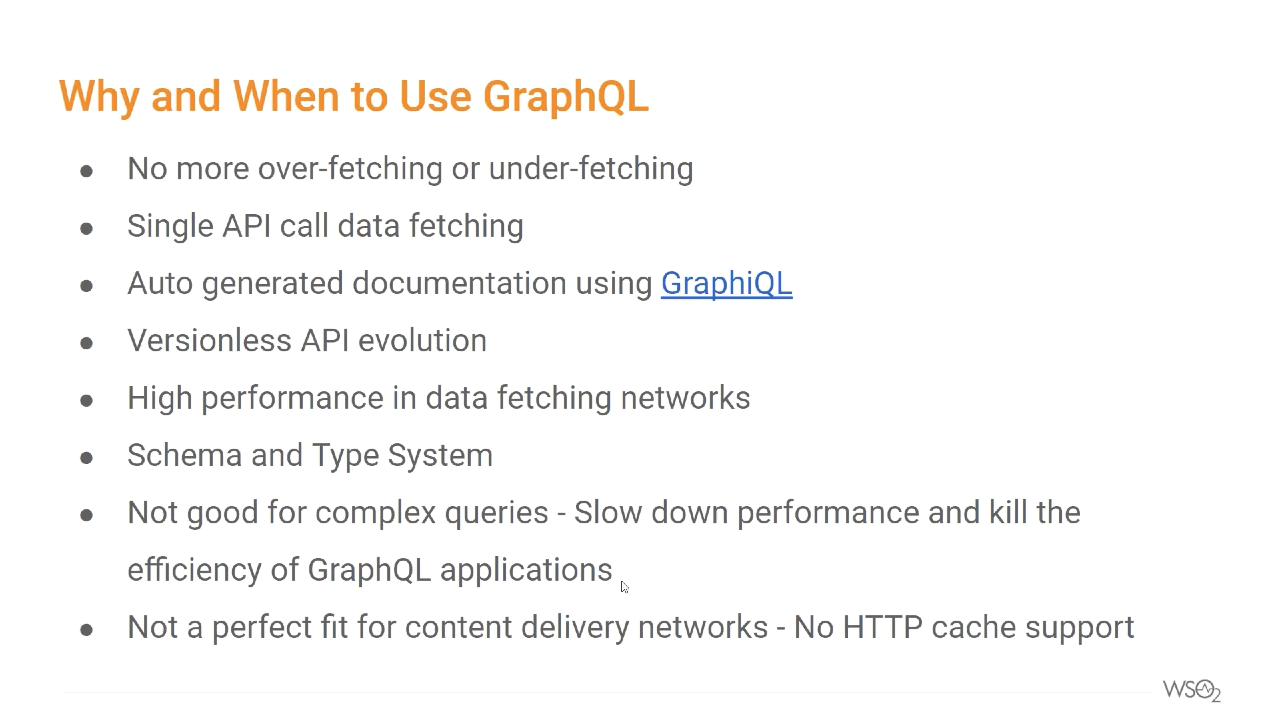 Why and When to Use GraphQL
● No more over-fetching or under-fetching
● Single API call data fetching
● Auto generated documentation using GraphiQL
● Versionless API evolution
● High performance in data fetching networks
● Schema and Type System
● Not good for complex queries - Slow down performance and kill the
efficiency of GraphQL applications
● Not a perfect fit for content delivery networks - No HTTP cache support
WSO2